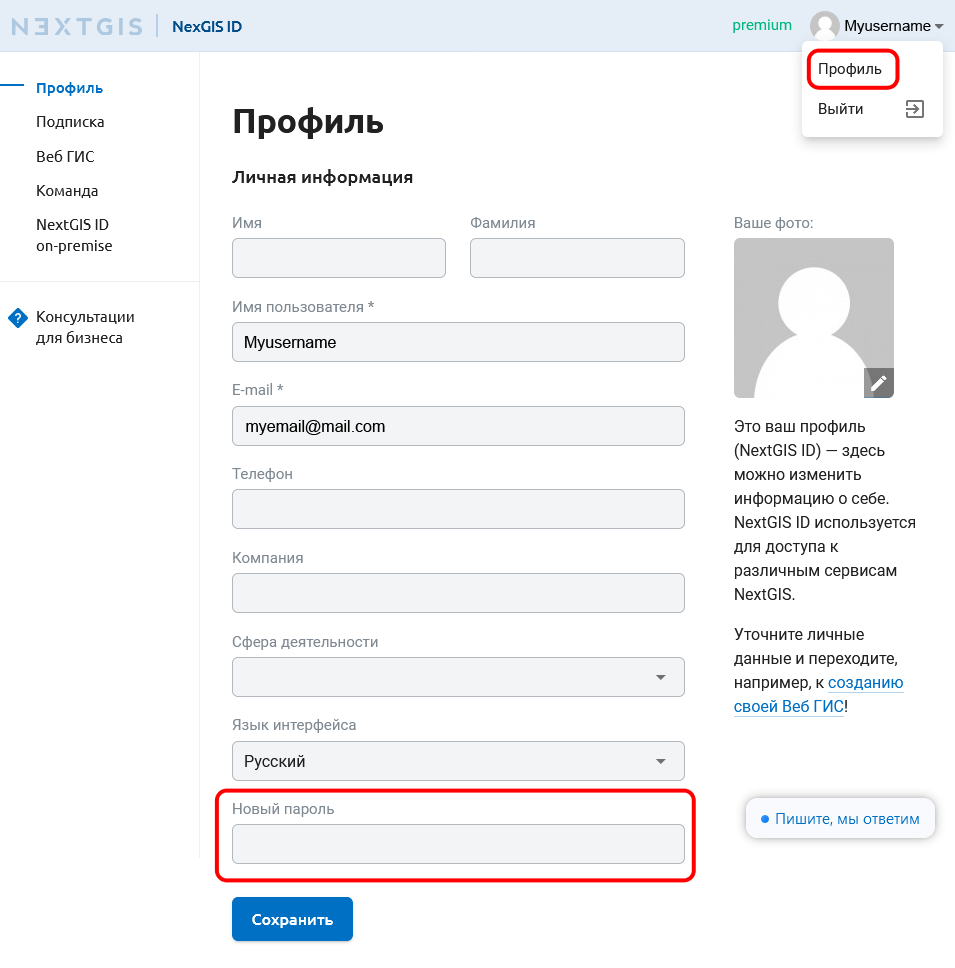 NEXTGIS
NexGIS ID
premium
Myusername
Профиль
Выйти
Профиль
Подписка
Веб ГИС
Команда
NextGIS ID
on-premise
Консультации
для бизнеса
Профиль
Личная информация
Имя
Фамилия
Имя пользователя *
Myusername
E-mail *
myemail@mail.com
Телефон
Компания
Сфера деятельности
Язык интерфейса
Русский
Новый пароль
Сохранить
Ваше фото:
Это ваш профиль
(NextGIS ID) — здесь
можно изменить
информацию о себе.
NextGIS ID используется
для доступа к
различным сервисам
NextGIS.
Уточните личные
данные и переходите,
например, к созданию
своей Веб ГИС!
Пишите, мы ответим